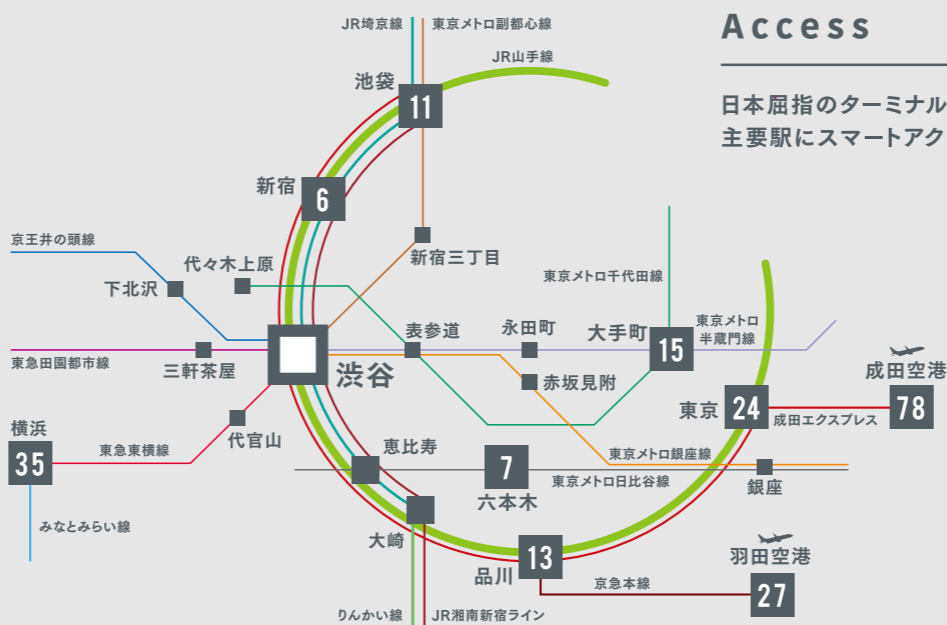 JR埼京線
東京メトロ副都心線
Access
JR山手線
池袋
11
日本屈指のターミナル
主要駅にスマートアク
新宿
6
京王井の頭線
代々木上原
新宿三丁目
下北沢
東京メトロ千代田線
表参道
永田町
大手町
15
東京メトロ
半蔵門線
東急田園都市線
三軒茶屋
渋谷
赤坂見附
成田空港
78
東京
24
成田エクスプレス
代官山
横浜
35
東急東横線
恵比寿
7
六本木
東京メトロ銀座線
東京メトロ日比谷線
銀座
みなとみらい線
大崎
品川
13
羽田空港
27
京急本線
りんかい線
JR湘南新宿ライン